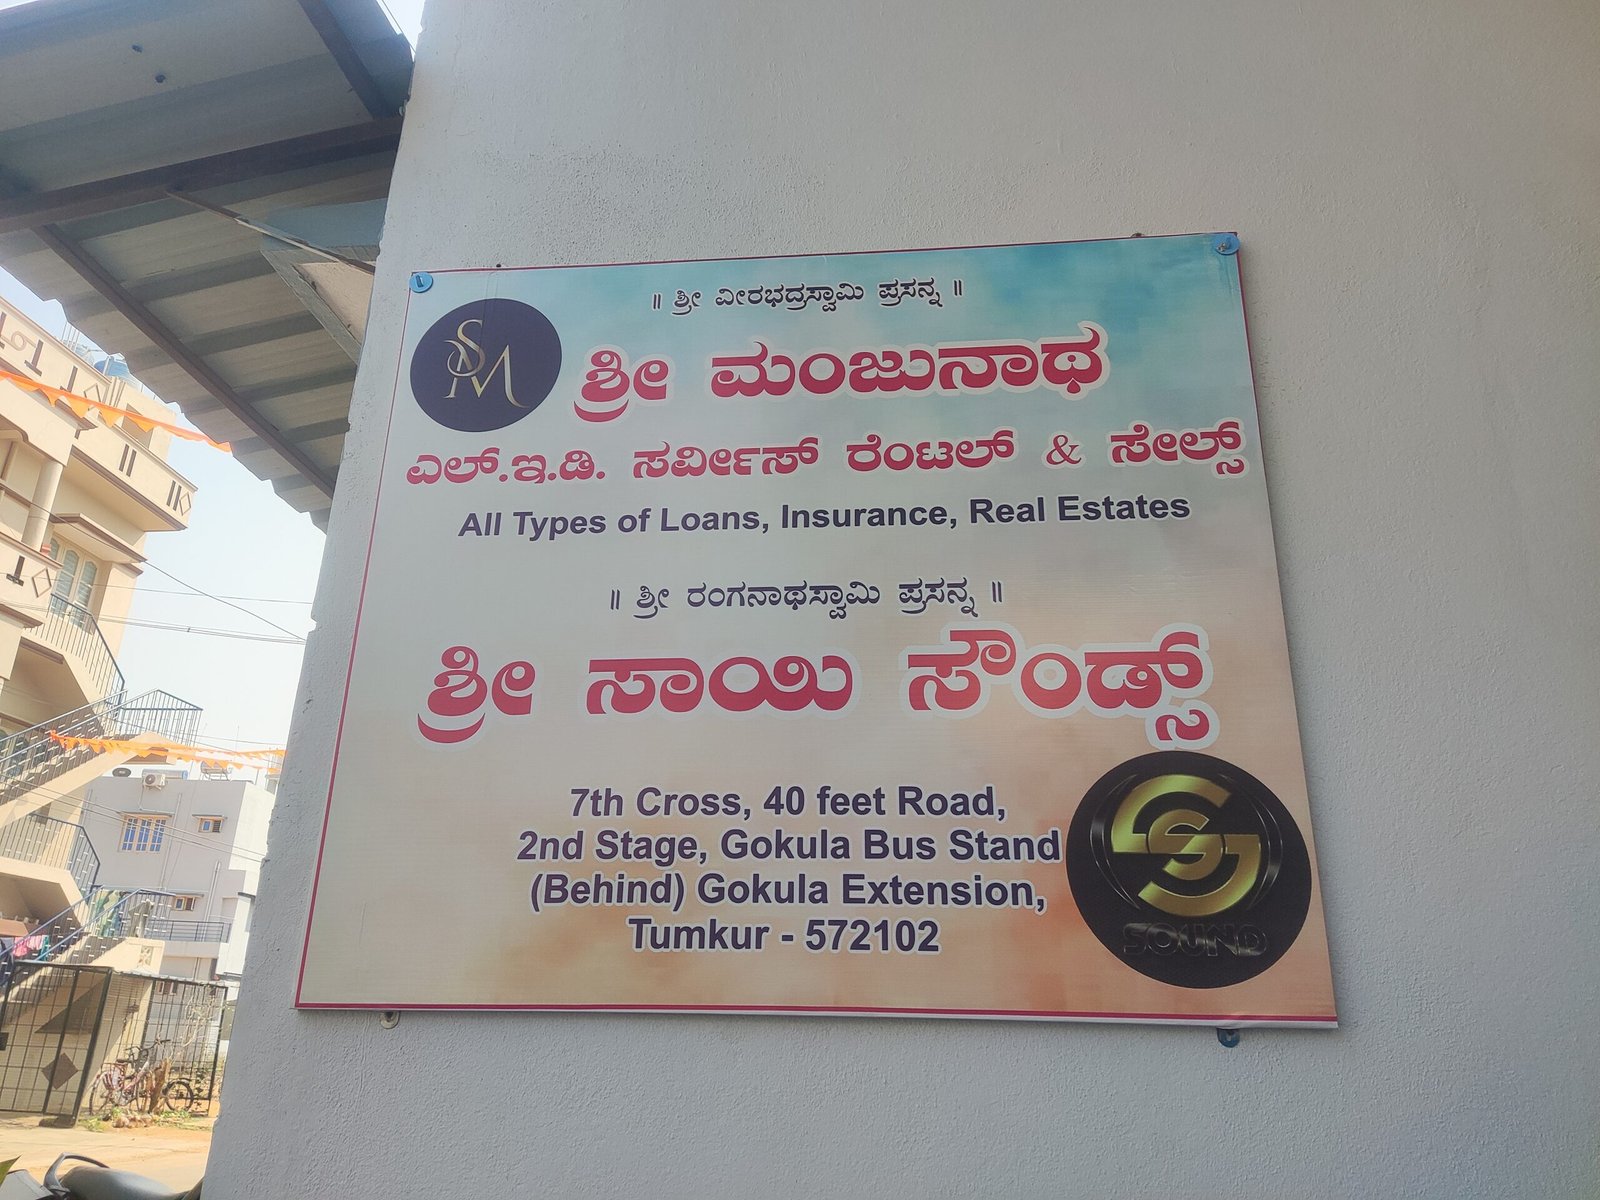 ॥ ಶ್ರೀ ವೀರಭದ್ರಸ್ವಾಮಿ ಪ್ರಸನ್ನ ॥
SM
ಶ್ರೀ ಮಂಜುನಾಥ
ಎಲ್.ಇ.ಡಿ. ಸರ್ವೀಸ್ ರೆಂಟಲ್ & ಸೇಲ್ಸ್
All Types of Loans, Insurance, Real Estates
॥ ಶ್ರೀ ರಂಗನಾಥಸ್ವಾಮಿ ಪ್ರಸನ್ನ ॥
ಶ್ರೀ ಸಾಯಿ ಸೌಂಡ್ಸ್
7th Cross, 40 feet Road,
2nd Stage, Gokula Bus Stand
(Behind) Gokula Extension,
Tumkur - 572102
SOUND